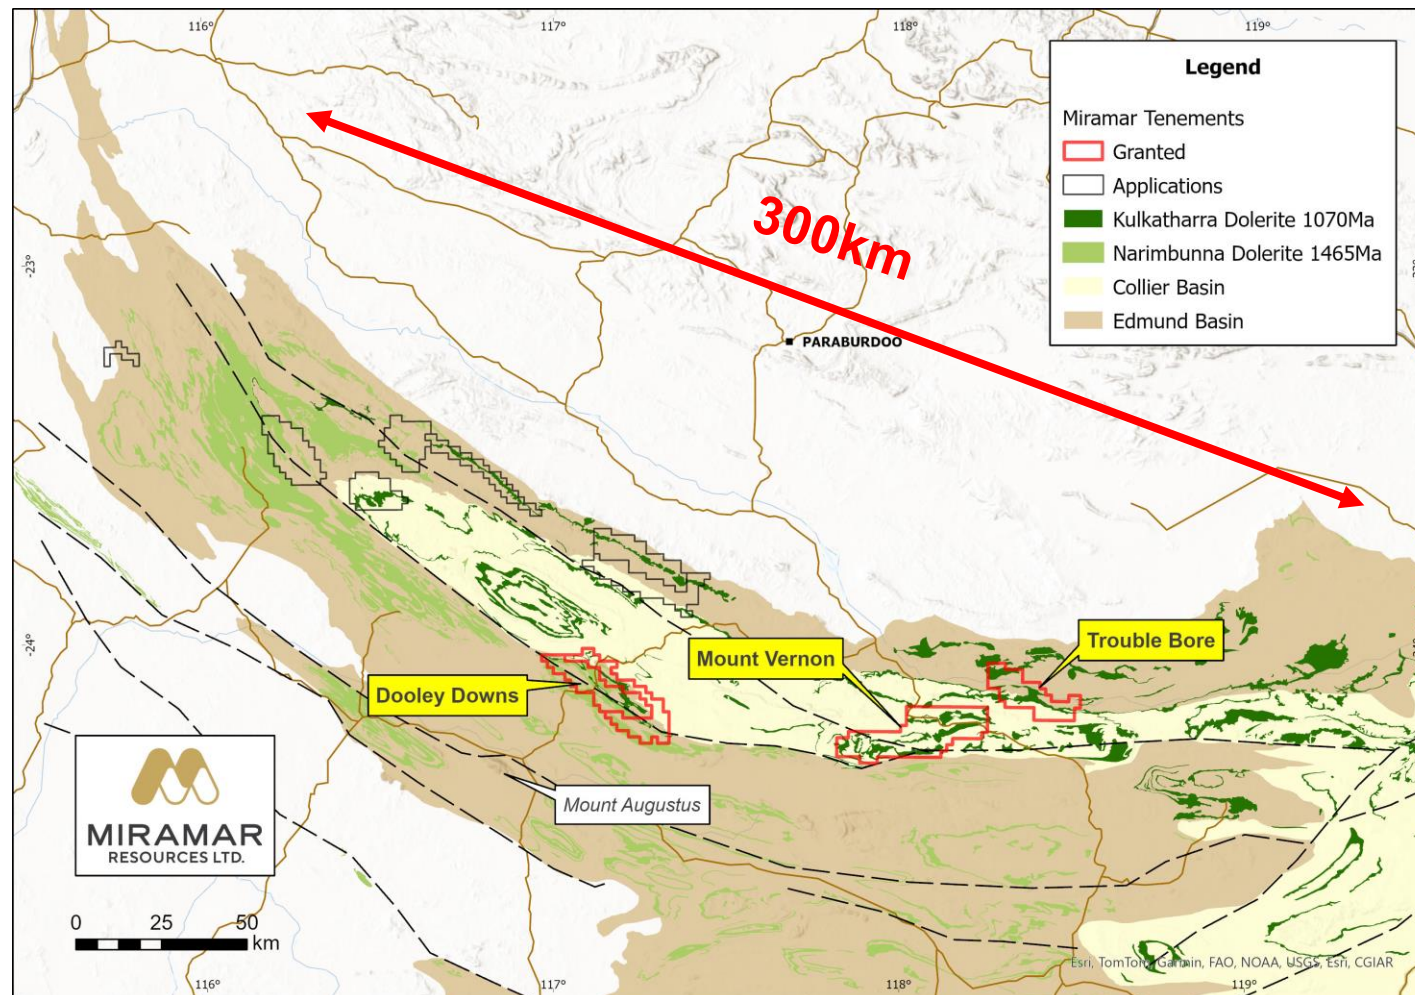 116°
117°
118°
119°
Legend
Miramar Tenements
Granted
Applications
Kulkatharra Dolerite 1070Ma
Narimbunna Dolerite 1465Ma
Collier Basin
Edmund Basin
300km
-23°
PARABURDOO
-24°
Trouble Bore
Mount Vernon
Dooley Downs
Mount Augustus
MIRAMAR
RESOURCES LTD.
0 25 50
km
Esri, TomTom, Garmin, FAO, NOAA, USGS, Esri, CGIAR
116°
117°
118°
119°